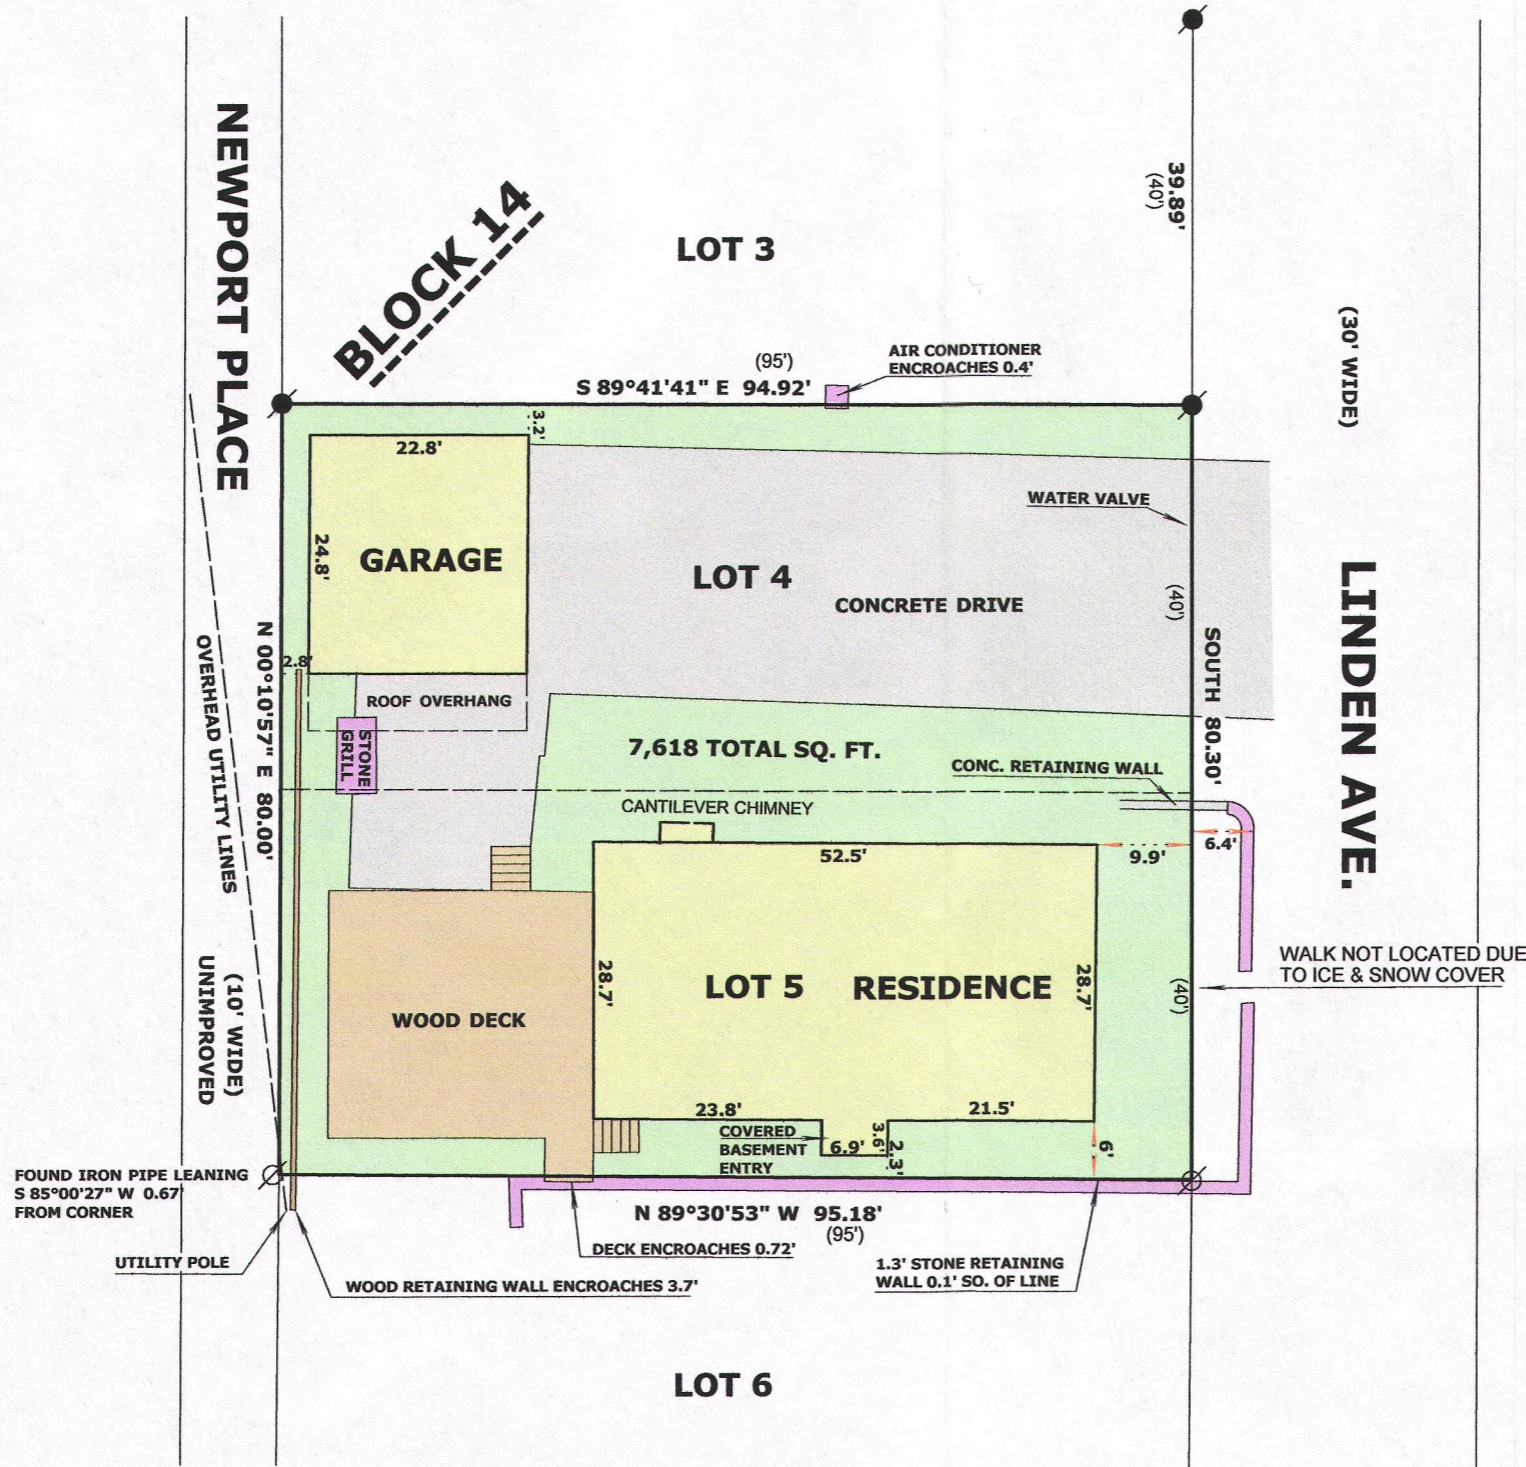 NEWPORT PLACE
BLOCK 14
LOT 3
39.89'
(40')
(30' WIDE)
(95')
S 89°41'41" E 94.92'
AIR CONDITIONER
ENCROACHES 0.4'
3.2'
22.8'
24.8'
GARAGE
WATER VALVE
LOT 4
CONCRETE DRIVE
(40')
LINDEN AVE.
SOUTH 80.30'
N 00°10'57" E 80.00'
OVERHEAD UTILITY LINES
2.8'
ROOF OVERHANG
STONE
GRILL
7,618 TOTAL SQ. FT.
CONC. RETAINING WALL
CANTILEVER CHIMNEY
52.5'
9.9'
6.4'
(10' WIDE)
UNIMPROVED
WOOD DECK
28.7'
LOT 5
RESIDENCE
28.7'
(40')
WALK NOT LOCATED DUE
TO ICE & SNOW COVER
23.8'
21.5'
COVERED
BASEMENT
ENTRY
6.9'
3.6'
2.3'
6'
FOUND IRON PIPE LEANING
S 85°00'27" W 0.67'
FROM CORNER
N 89°30'53" W 95.18'
(95')
UTILITY POLE
DECK ENCROACHES 0.72'
WOOD RETAINING WALL ENCROACHES 3.7'
1.3' STONE RETAINING
WALL 0.1' SO. OF LINE
LOT 6